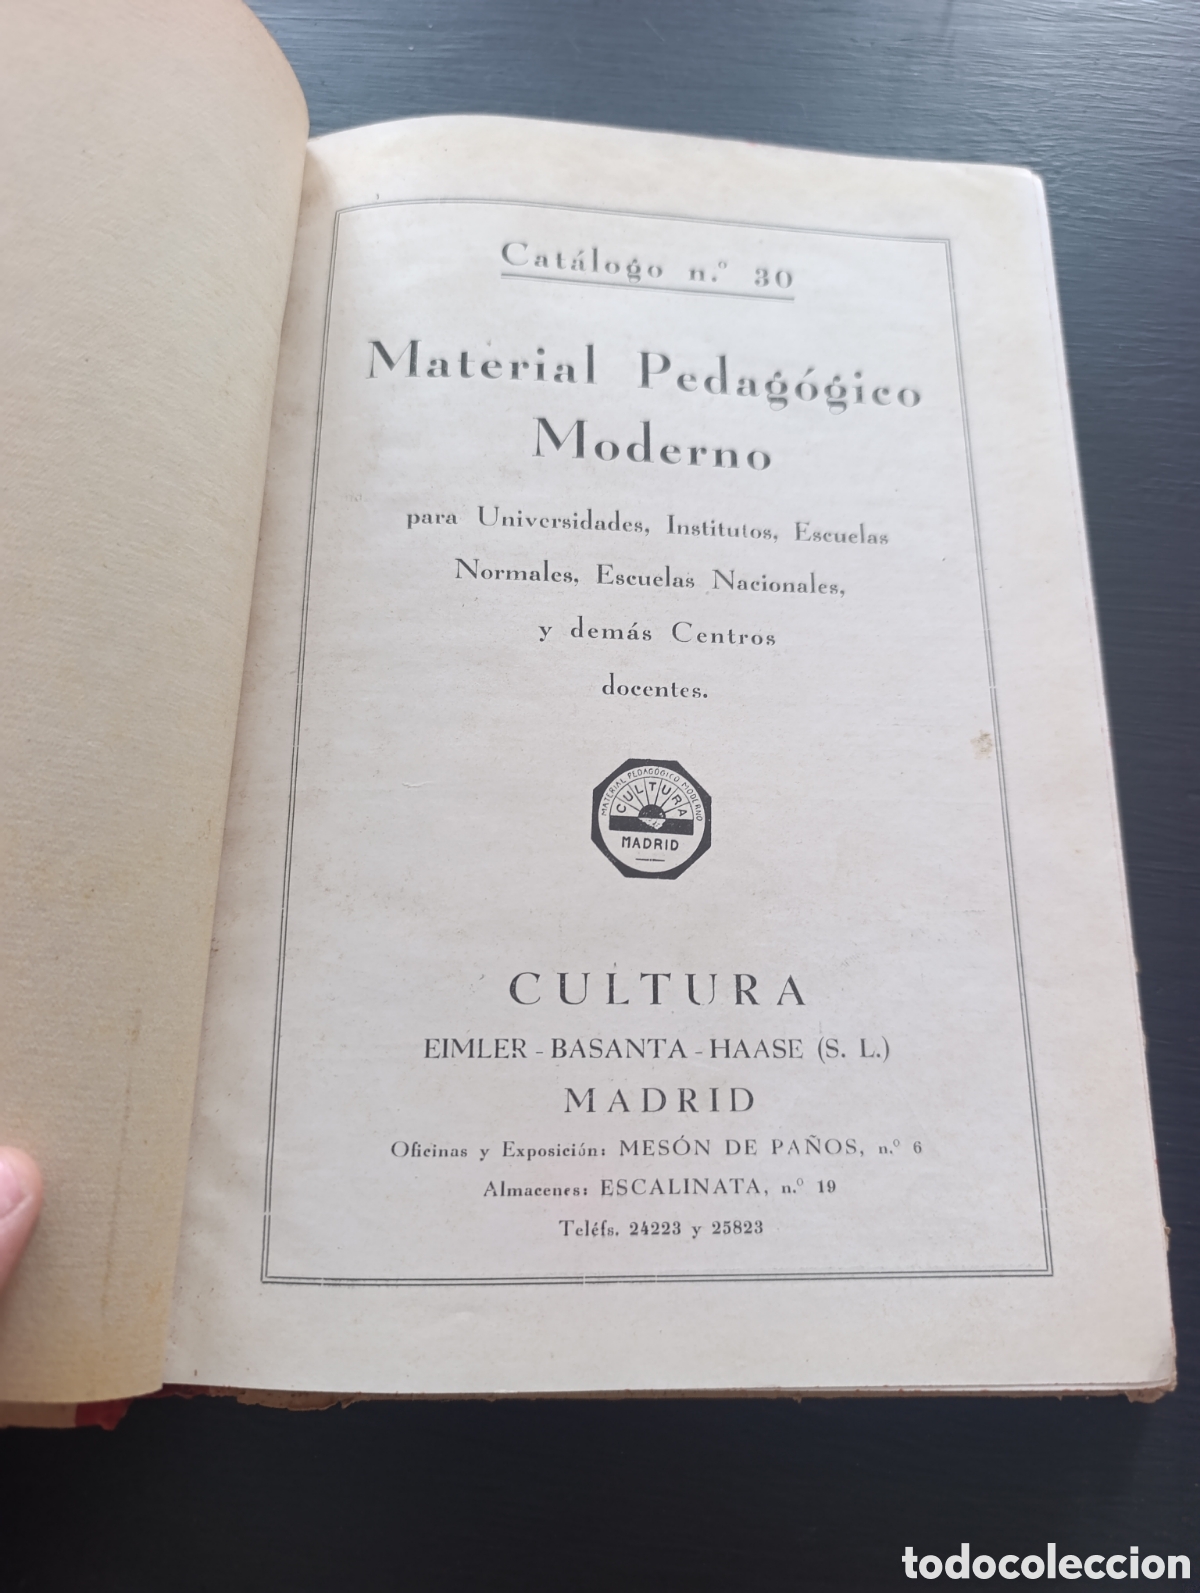 Catálogo n.º 30
Material Pedagógico
Moderno
para Universidades, Institutos, Escuelas
Normales, Escuelas Nacionales,
y demás Centros
docentes.
MATERIAL PEDAGÓGICO MODERNO
CULTURA
MADRID
CULTURA
EIMLER - BASANTA - HAASE (S. L.)
MADRID
Oficinas y Exposición: MESÓN DE PAÑOS, n.º 6
Almacenes: ESCALINATA, n.º 19
Teléfs. 24223 y 25823
todocoleccion